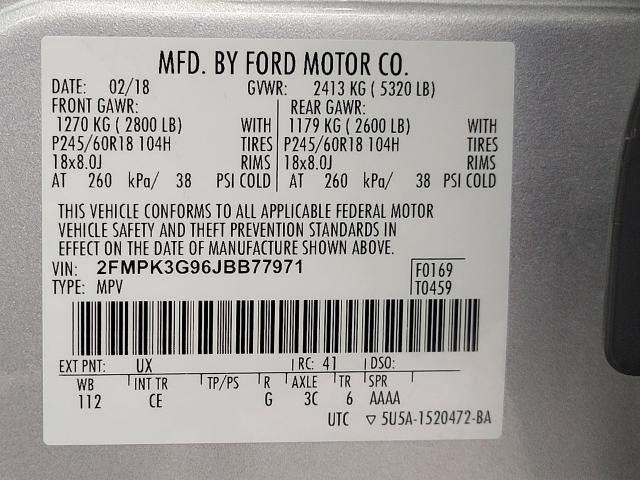 MFD. BY FORD MOTOR CO.
DATE: 02/18 GVWR: 2413 KG ( 5320 LB)
FRONT GAWR: REAR GAWR:
1270 KG ( 2800 LB) WITH 1179 KG ( 2600 LB) WITH
P245/60R18 104H TIRES P245/60R18 104H TIRES
18x8.0J RIMS 18x8.0J RIMS
AT 260 kPa/ 38 PSI COLD AT 260 kPa/ 38 PSI COLD
THIS VEHICLE CONFORMS TO ALL APPLICABLE FEDERAL MOTOR
VEHICLE SAFETY AND THEFT PREVENTION STANDARDS IN
EFFECT ON THE DATE OF MANUFACTURE SHOWN ABOVE.
VIN: 2FMPK3G96JBB77971 F0169
TYPE: MPV T0459
EXT PNT: UX RC: 41 DSO:
WB INT TR TP/PS R AXLE TR SPR
112 CE G 3C 6 AAAA
UTC ▽ 5U5A-1520472-BA